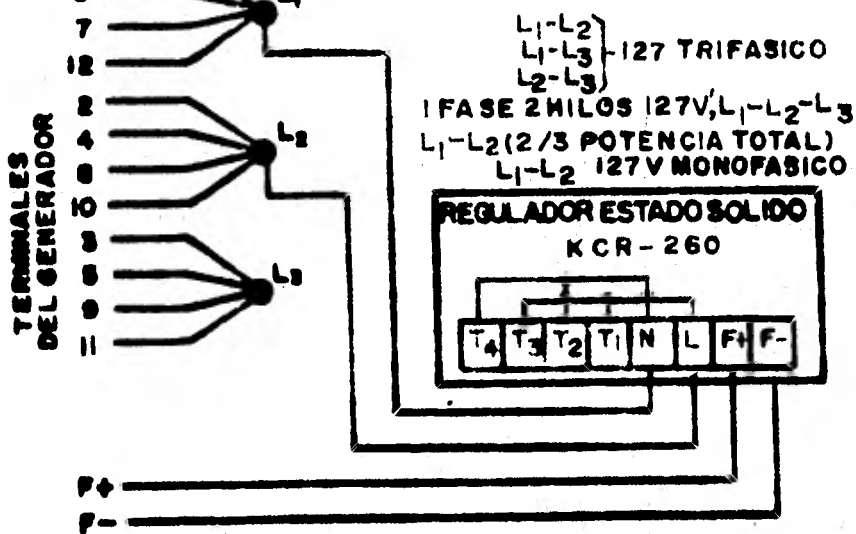 L1
7
12
2
4
8
10
L2
3
5
9
11
L3
TERMINALES
DEL GENERADOR
L1-L2
L1-L3
L2-L3
127 TRIFASICO
1 FASE 2 HILOS 127V, L1-L2-L3
L1-L2 (2/3 POTENCIA TOTAL)
L1-L2 127 V MONOFASICO
REGULADOR ESTADO SOLIDO
KCR-260
T4 T3 T2 T1 N L F+ F-
F+
F-